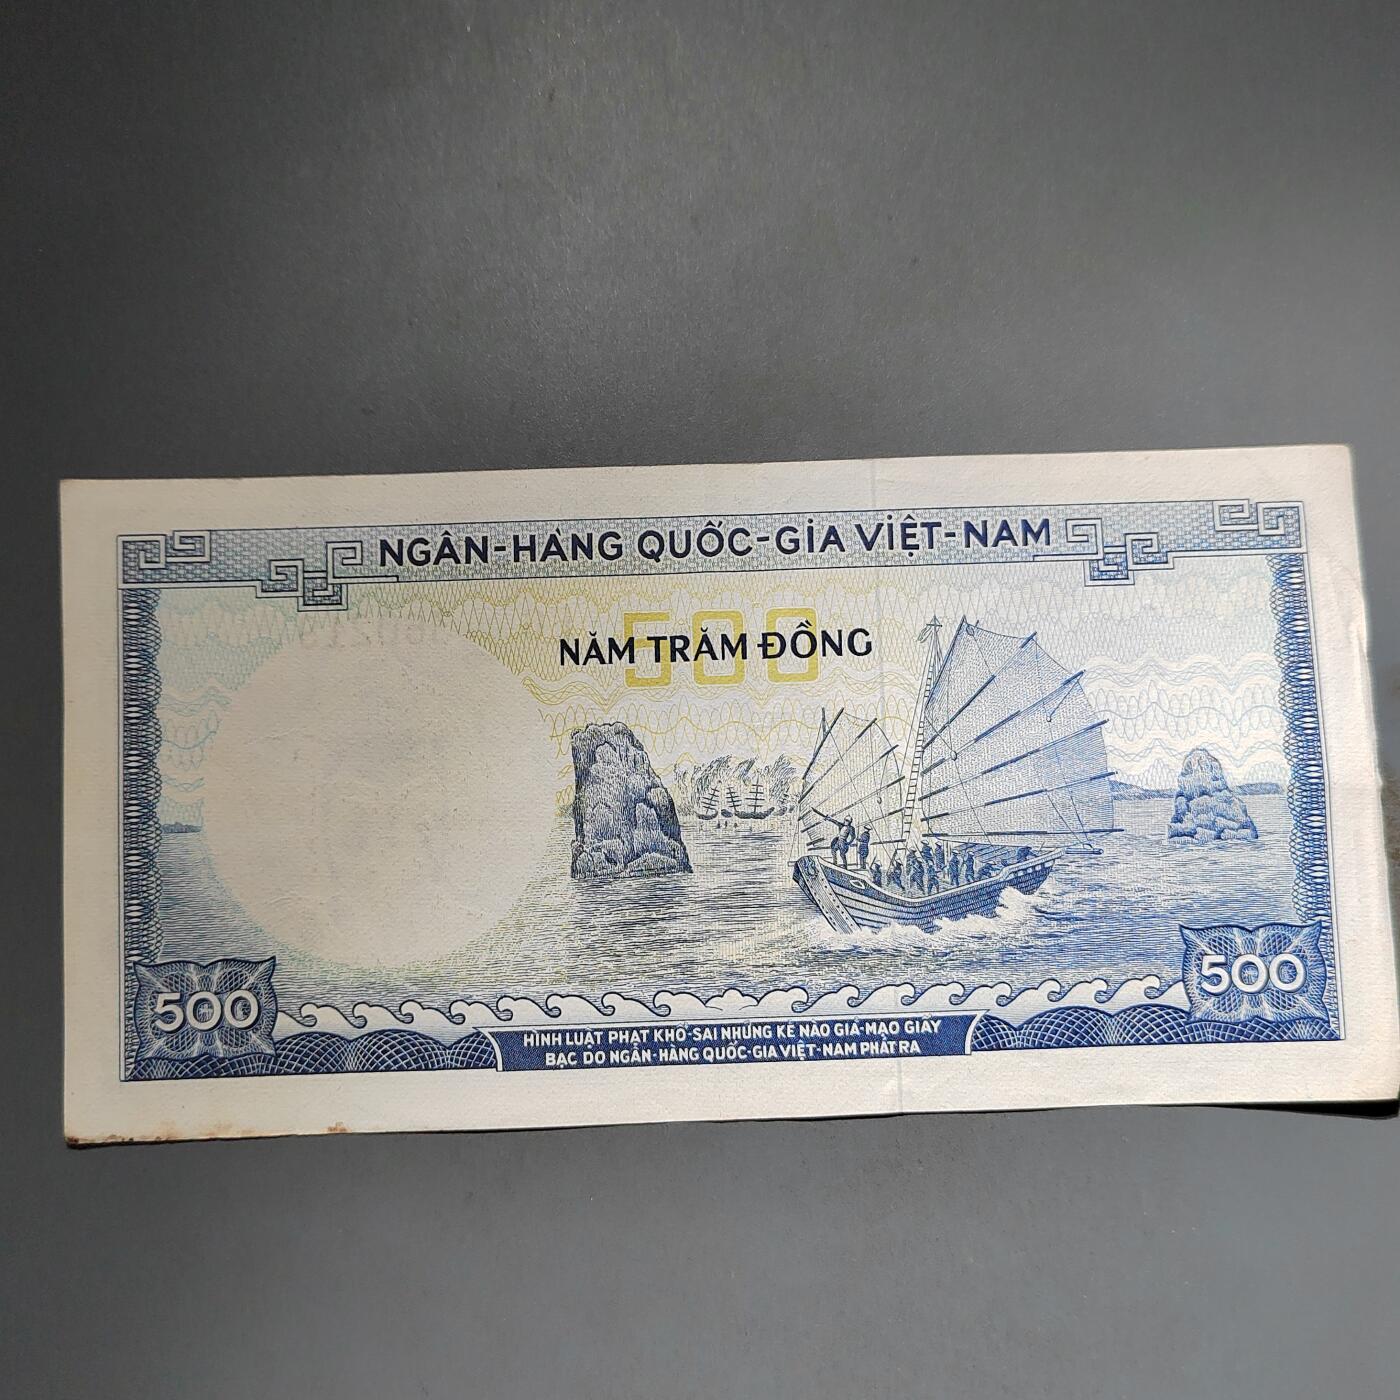 NGÂN-HÀNG QUỐC-GIA VIỆT-NAM
500
NĂM TRĂM ĐỒNG
500
500
HÌNH LUẬT PHẠT KHỔ-SAI NHỮNG KẺ NÀO GIẢ-MẠO GIẤY
BẠC DO NGÂN-HÀNG QUỐC-GIA VIỆT-NAM PHÁT RA